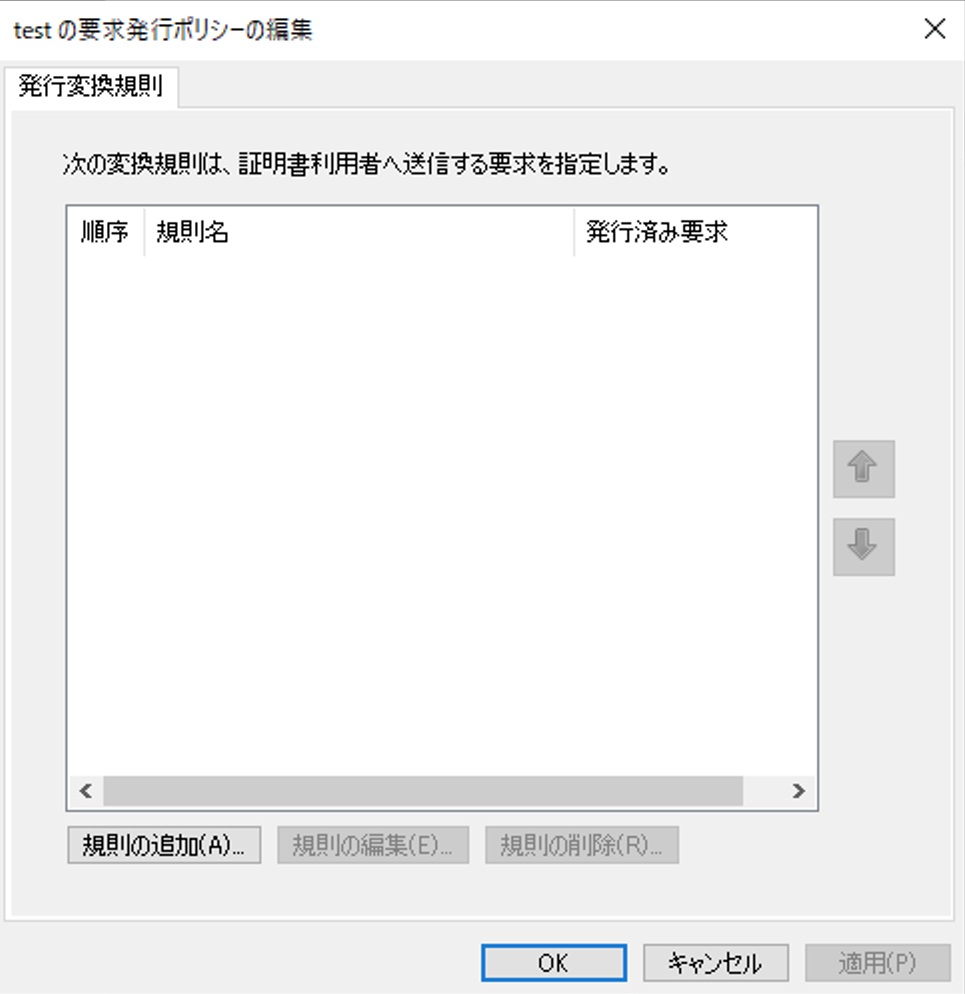 test の要求発行ポリシーの編集
発行変換規則
次の変換規則は、証明書利用者へ送信する要求を指定します。
順序 規則名 発行済み要求
規則の追加(A)... 規則の編集(E)... 規則の削除(R)...
OK キャンセル 適用(P)